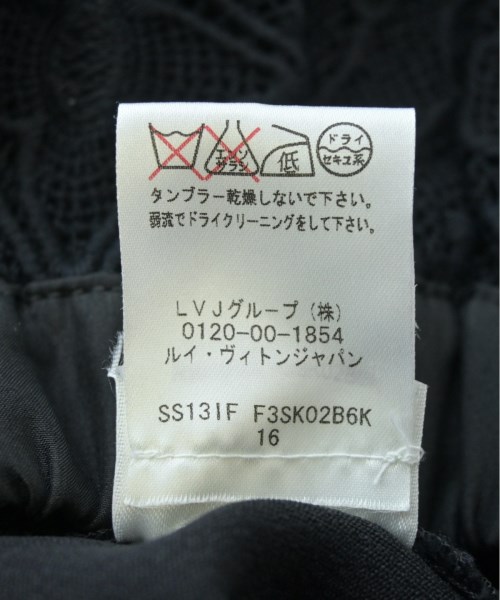 エンソ
サラシ
低
ドライ
セキユ系
タンブラー乾燥しないで下さい。
弱流でドライクリーニングをして下さい。
LVJグループ(株)
0120-00-1854
ルイ・ヴィトンジャパン
SS13IF F3SK02B6K
16